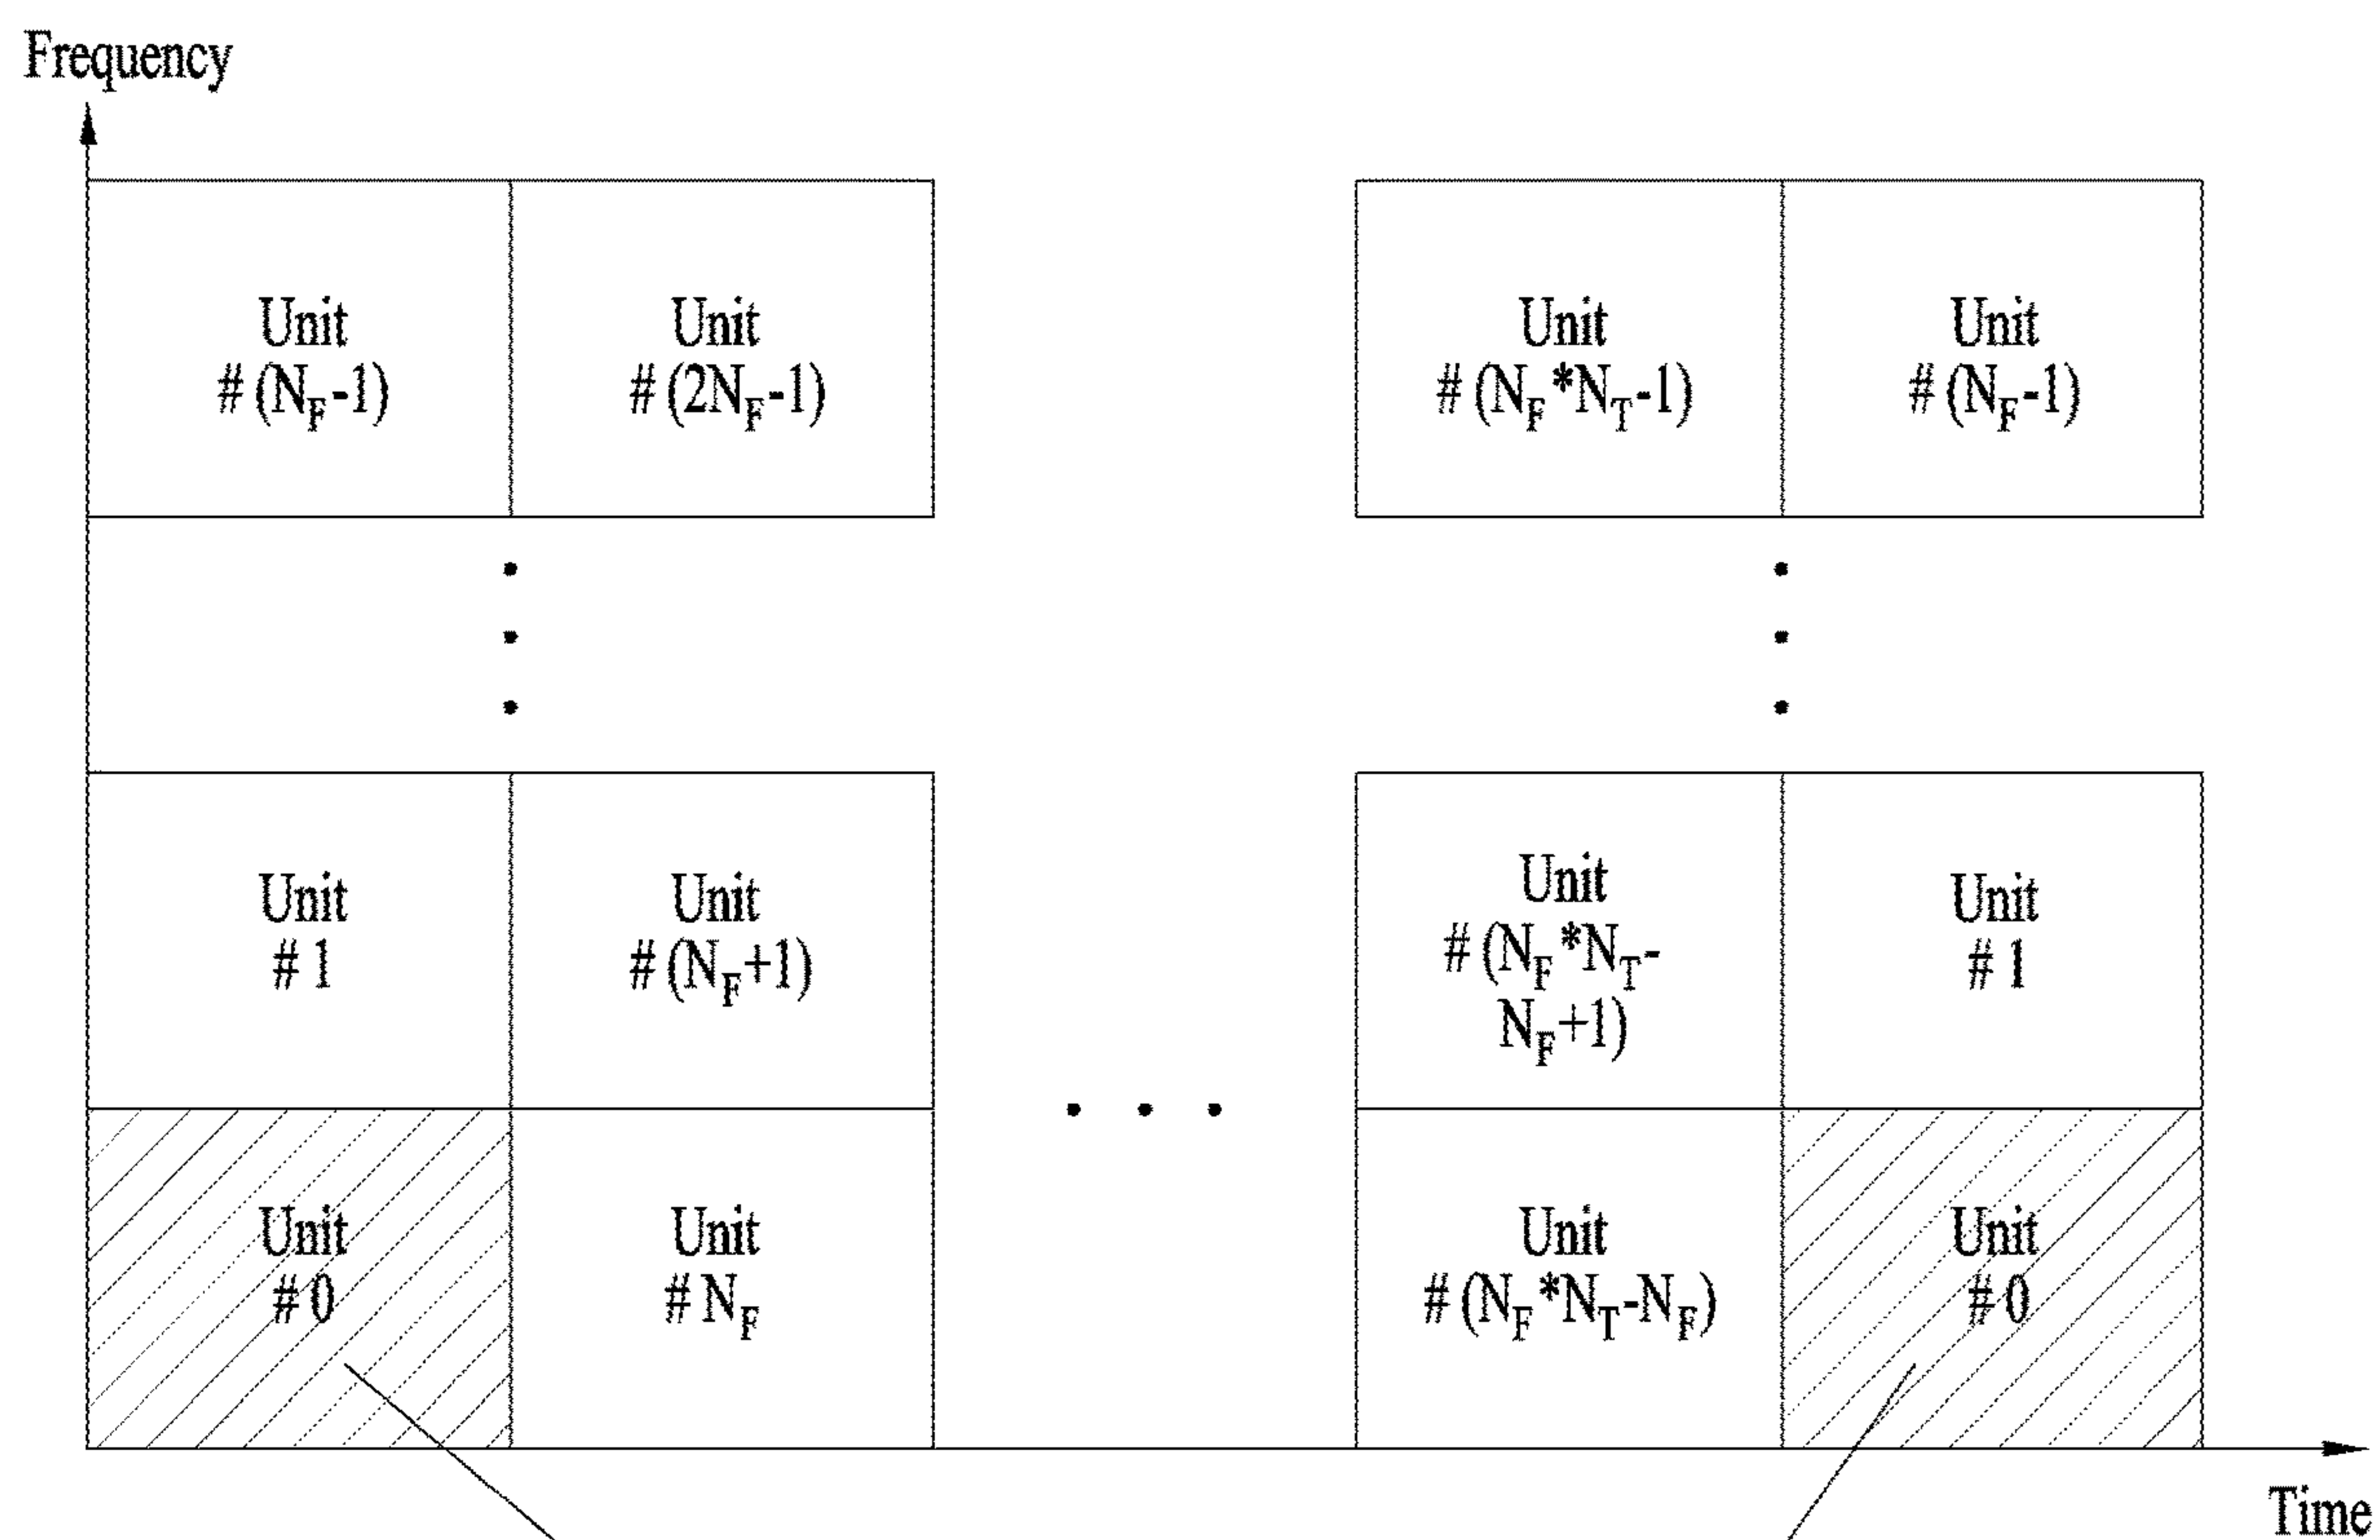 Frequency
Unit
# (N_F-1)
Unit
# (2N_F-1)
Unit
# (N_F*N_T-1)
Unit
# (N_F-1)
Unit
# 1
Unit
# (N_F+1)
Unit
# (N_F*N_T-
N_F+1)
Unit
# 1
Unit
# 0
Unit
# N_F
Unit
# (N_F*N_T-N_F)
Unit
# 0
Time